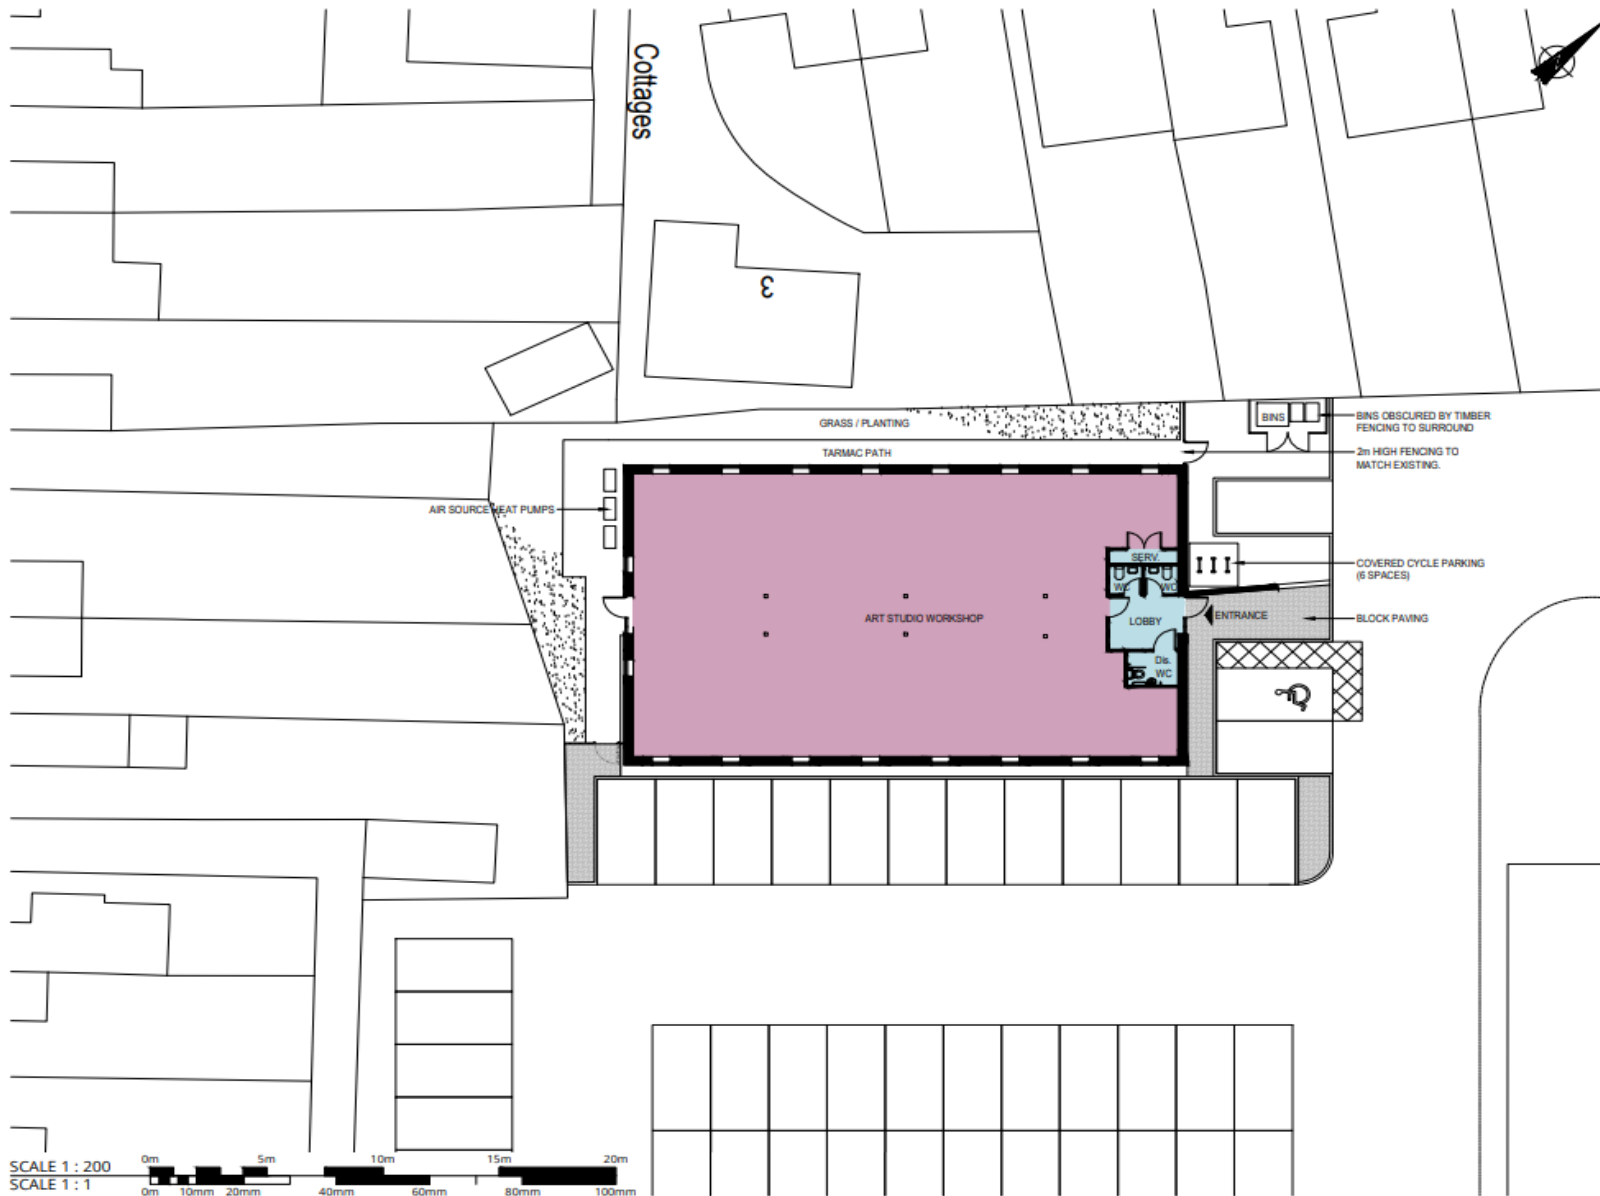 Cottages
3
GRASS / PLANTING
TARMAC PATH
BINS
BINS OBSCURED BY TIMBER
FENCING TO SURROUND
2m HIGH FENCING TO
MATCH EXISTING.
AIR SOURCE HEAT PUMPS
SERV.
WC
WC
COVERED CYCLE PARKING
(6 SPACES)
ART STUDIO WORKSHOP
LOBBY
ENTRANCE
BLOCK PAVING
Dis.
WC
SCALE 1 : 200
0m 5m 10m 15m 20m
SCALE 1 : 1
0m 10mm 20mm 40mm 60mm 80mm 100mm